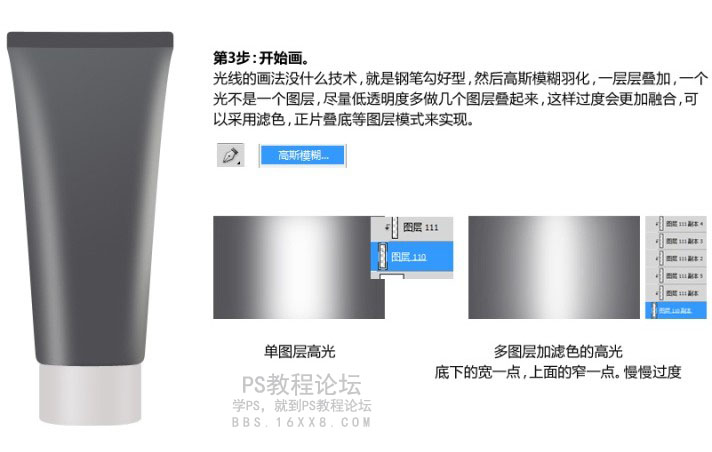 第3步：开始画。
光线的画法没什么技术，就是钢笔勾好型，然后高斯模糊羽化，一层层叠加，一个
光不是一个图层，尽量低透明度多做几个图层叠起来，这样过度会更加融合，可
以采用滤色，正片叠底等图层模式来实现。
高斯模糊...
图层 111
图层 110
图层 111 副本 4
图层 111 副本 3
图层 111 副本 2
图层 111 副本 5
图层 111 副本
图层 110 副本
单图层高光
多图层加滤色的高光
底下的宽一点，上面的窄一点。慢慢过度
PS教程论坛
学PS，就到PS教程论坛
BBS.16XX8.COM